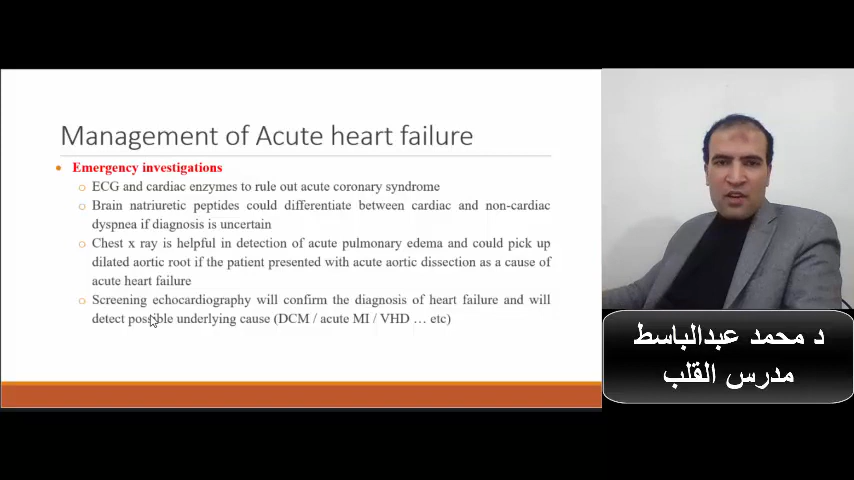 Management of Acute heart failure
Emergency investigations
ECG and cardiac enzymes to rule out acute coronary syndrome
Brain natriuretic peptides could differentiate between cardiac and non-cardiac
dyspnea if diagnosis is uncertain
Chest x ray is helpful in detection of acute pulmonary edema and could pick up
dilated aortic root if the patient presented with acute aortic dissection as a cause of
acute heart failure
Screening echocardiography will confirm the diagnosis of heart failure and will
detect possible underlying cause (DCM / acute MI / VHD … etc)
د محمد عبدالباسط
مدرس القلب